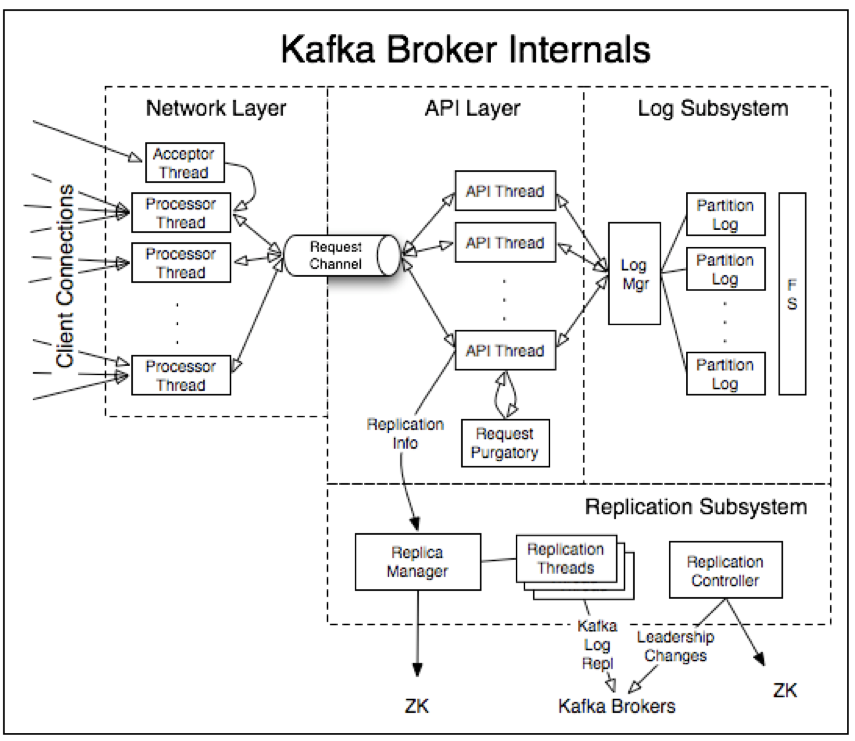 Kafka Broker Internals
Network Layer
API Layer
Log Subsystem
Client Connections
Acceptor
Thread
Processor
Thread
Processor
Thread
.
.
.
Processor
Thread
Request
Channel
API Thread
API Thread
.
.
.
API Thread
Replication
Info
Request
Purgatory
Log
Mgr
Partition
Log
Partition
Log
.
.
.
Partition
Log
F
S
Replication Subsystem
Replica
Manager
Replication
Threads
Replication
Controller
Kafka
Log
Repl
Leadership
Changes
ZK
Kafka Brokers
ZK